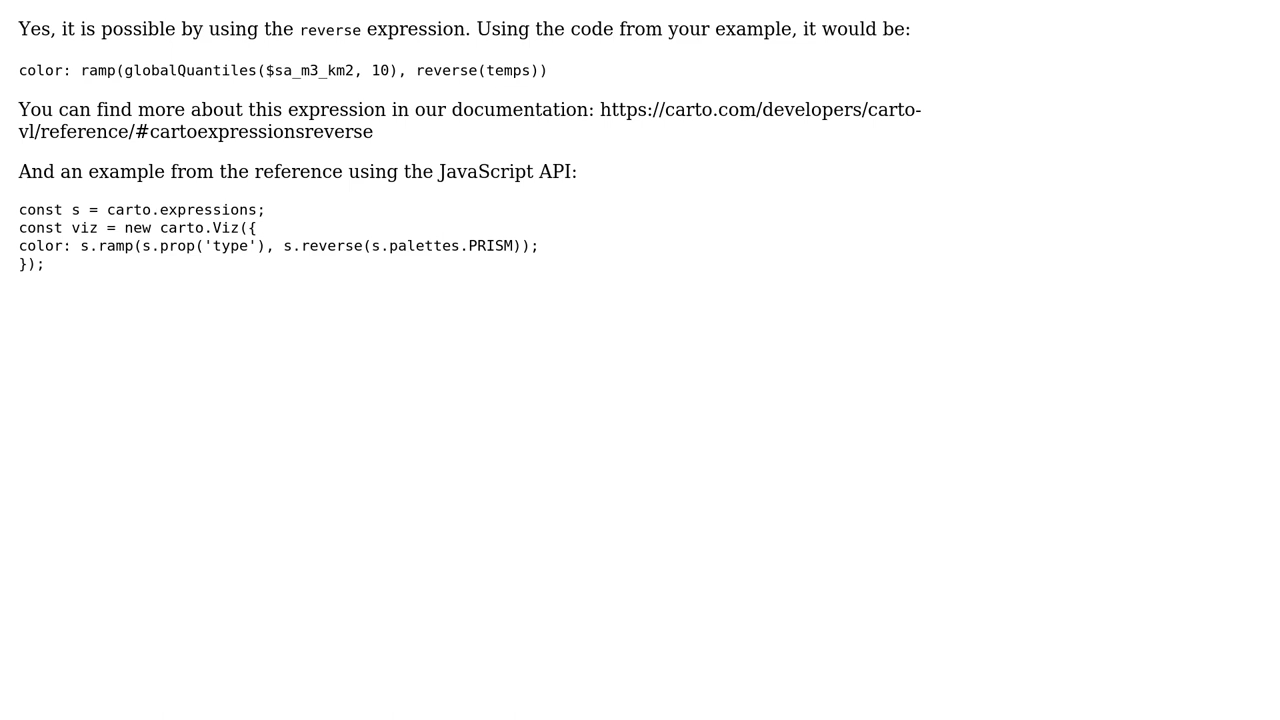 Yes, it is possible by using the reverse expression. Using the code from your example, it would be:
color: ramp(globalQuantiles($sa_m3_km2, 10), reverse(temps))
You can find more about this expression in our documentation: https://carto.com/developers/carto-
vl/reference/#cartoexpressionsreverse
And an example from the reference using the JavaScript API:
const s = carto.expressions;
const viz = new carto.Viz({
color: s.ramp(s.prop('type'), s.reverse(s.palettes.PRISM));
});